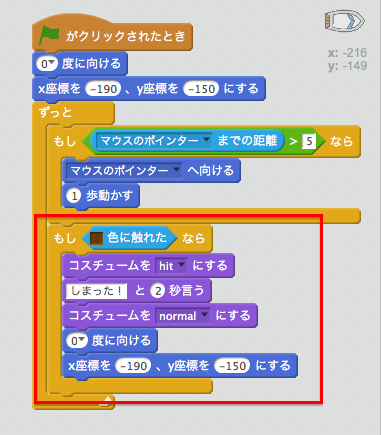 x: -216
y: -149
がクリックされたとき
0▼ 度に向ける
x座標を -190 、y座標を -150 にする
ずっと
もし マウスのポインター▼ までの距離 > 5 なら
マウスのポインター▼ へ向ける
1 歩動かす
もし 色に触れた なら
コスチュームを hit▼ にする
しまった！ と 2 秒言う
コスチュームを normal▼ にする
0▼ 度に向ける
x座標を -190 、y座標を -150 にする